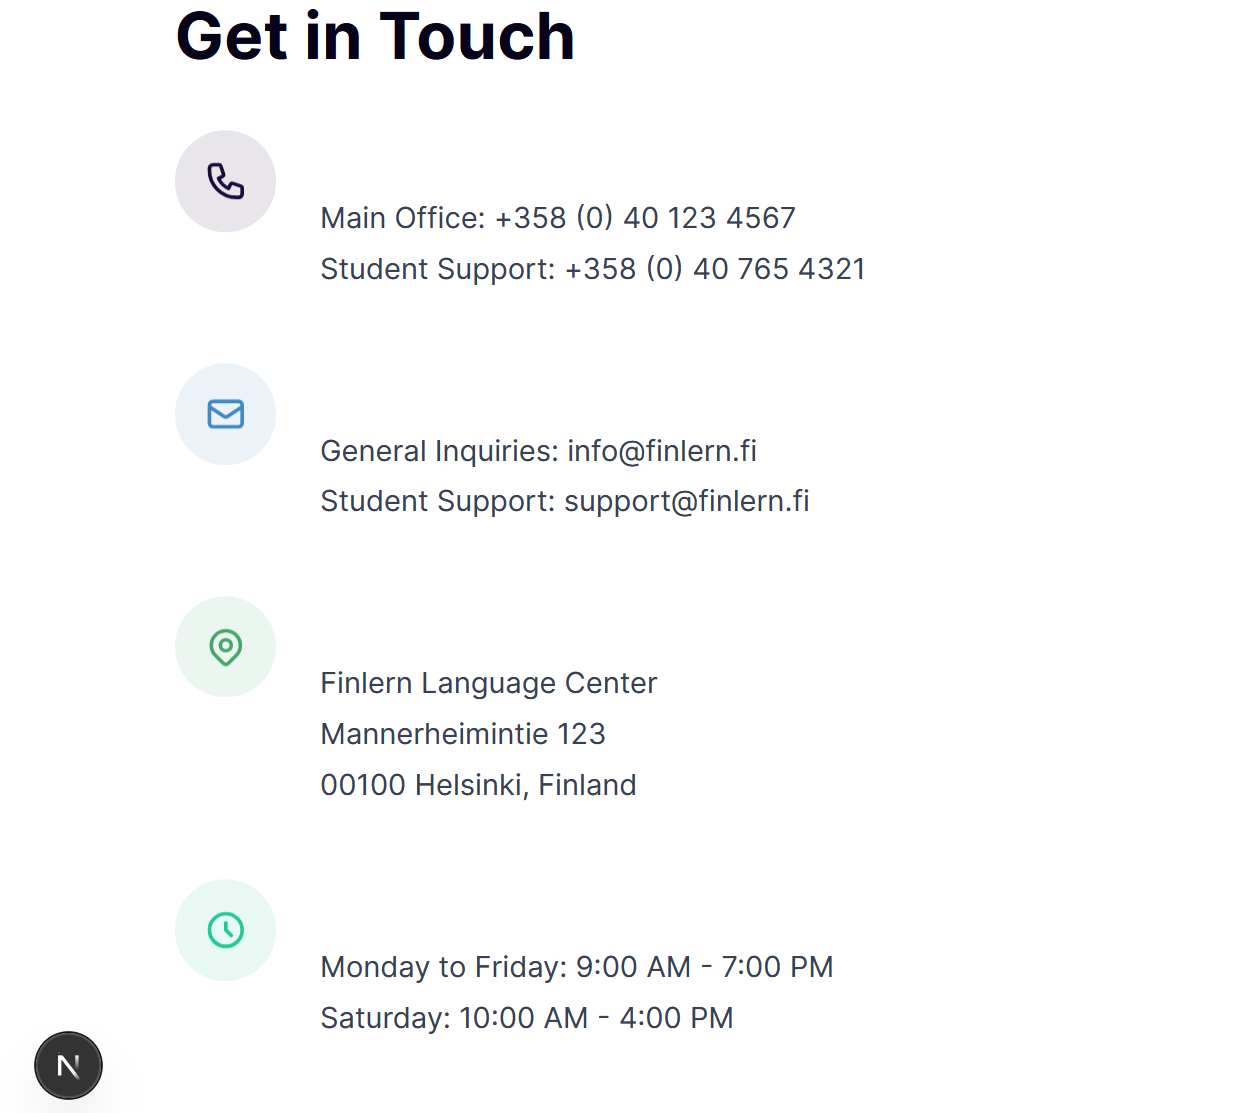 Get in Touch
Main Office: +358 (0) 40 123 4567
Student Support: +358 (0) 40 765 4321
General Inquiries: info@finlern.fi
Student Support: support@finlern.fi
Finlern Language Center
Mannerheimintie 123
00100 Helsinki, Finland
Monday to Friday: 9:00 AM - 7:00 PM
Saturday: 10:00 AM - 4:00 PM
N